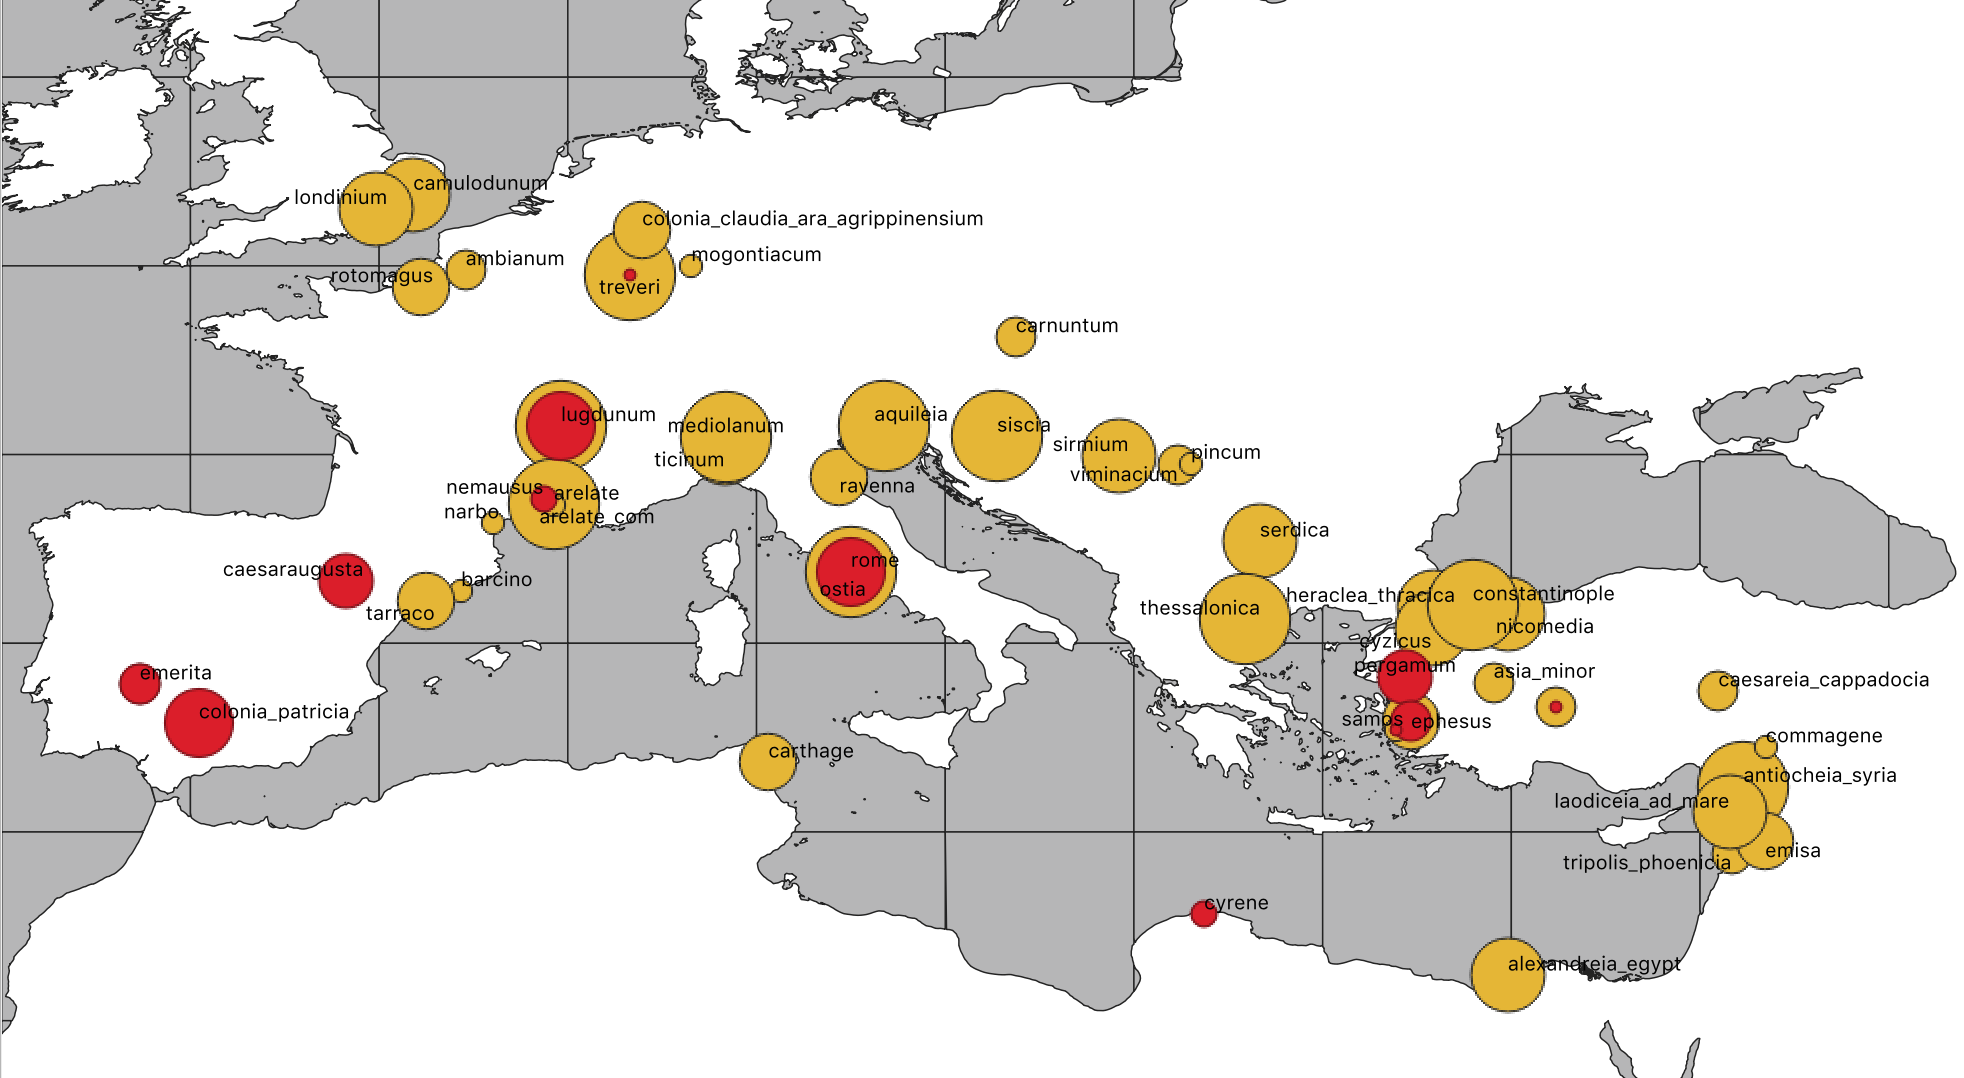 camulodunum
londinium
colonia_claudia_ara_agrippinensium
mogontiacum
ambianum
rotomagus
treveri
carnuntum
lugdunum
mediolanum
aquileia
siscia
sirmium
pincum
ticinum
viminacium
ravenna
nemausus
arelate
narbo
arelate_com
serdica
rome
caesaraugusta
barcino
ostia
tarraco
heraclea_thracica
constantinople
thessalonica
nicomedia
cyzicus
pergamum
asia_minor
emerita
caesareia_cappadocia
colonia_patricia
samos
ephesus
commagene
carthage
antiocheia_syria
laodiceia_ad_mare
emisa
tripolis_phoenicia
cyrene
alexandreia_egypt